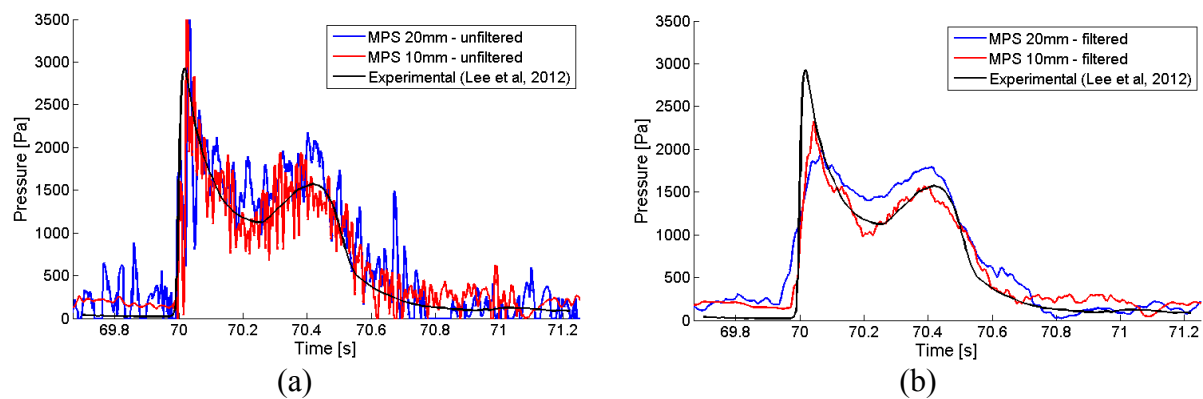 3500
3000
2500
2000
1500
1000
500
0
Pressure [Pa]
MPS 20mm - unfiltered
MPS 10mm - unfiltered
Experimental (Lee et al, 2012)
69.8 70 70.2 70.4 70.6 70.8 71 71.2
Time [s]
(a)
3500
3000
2500
2000
1500
1000
500
0
Pressure [Pa]
MPS 20mm - filtered
MPS 10mm - filtered
Experimental (Lee et al, 2012)
69.8 70 70.2 70.4 70.6 70.8 71 71.2
Time [s]
(b)